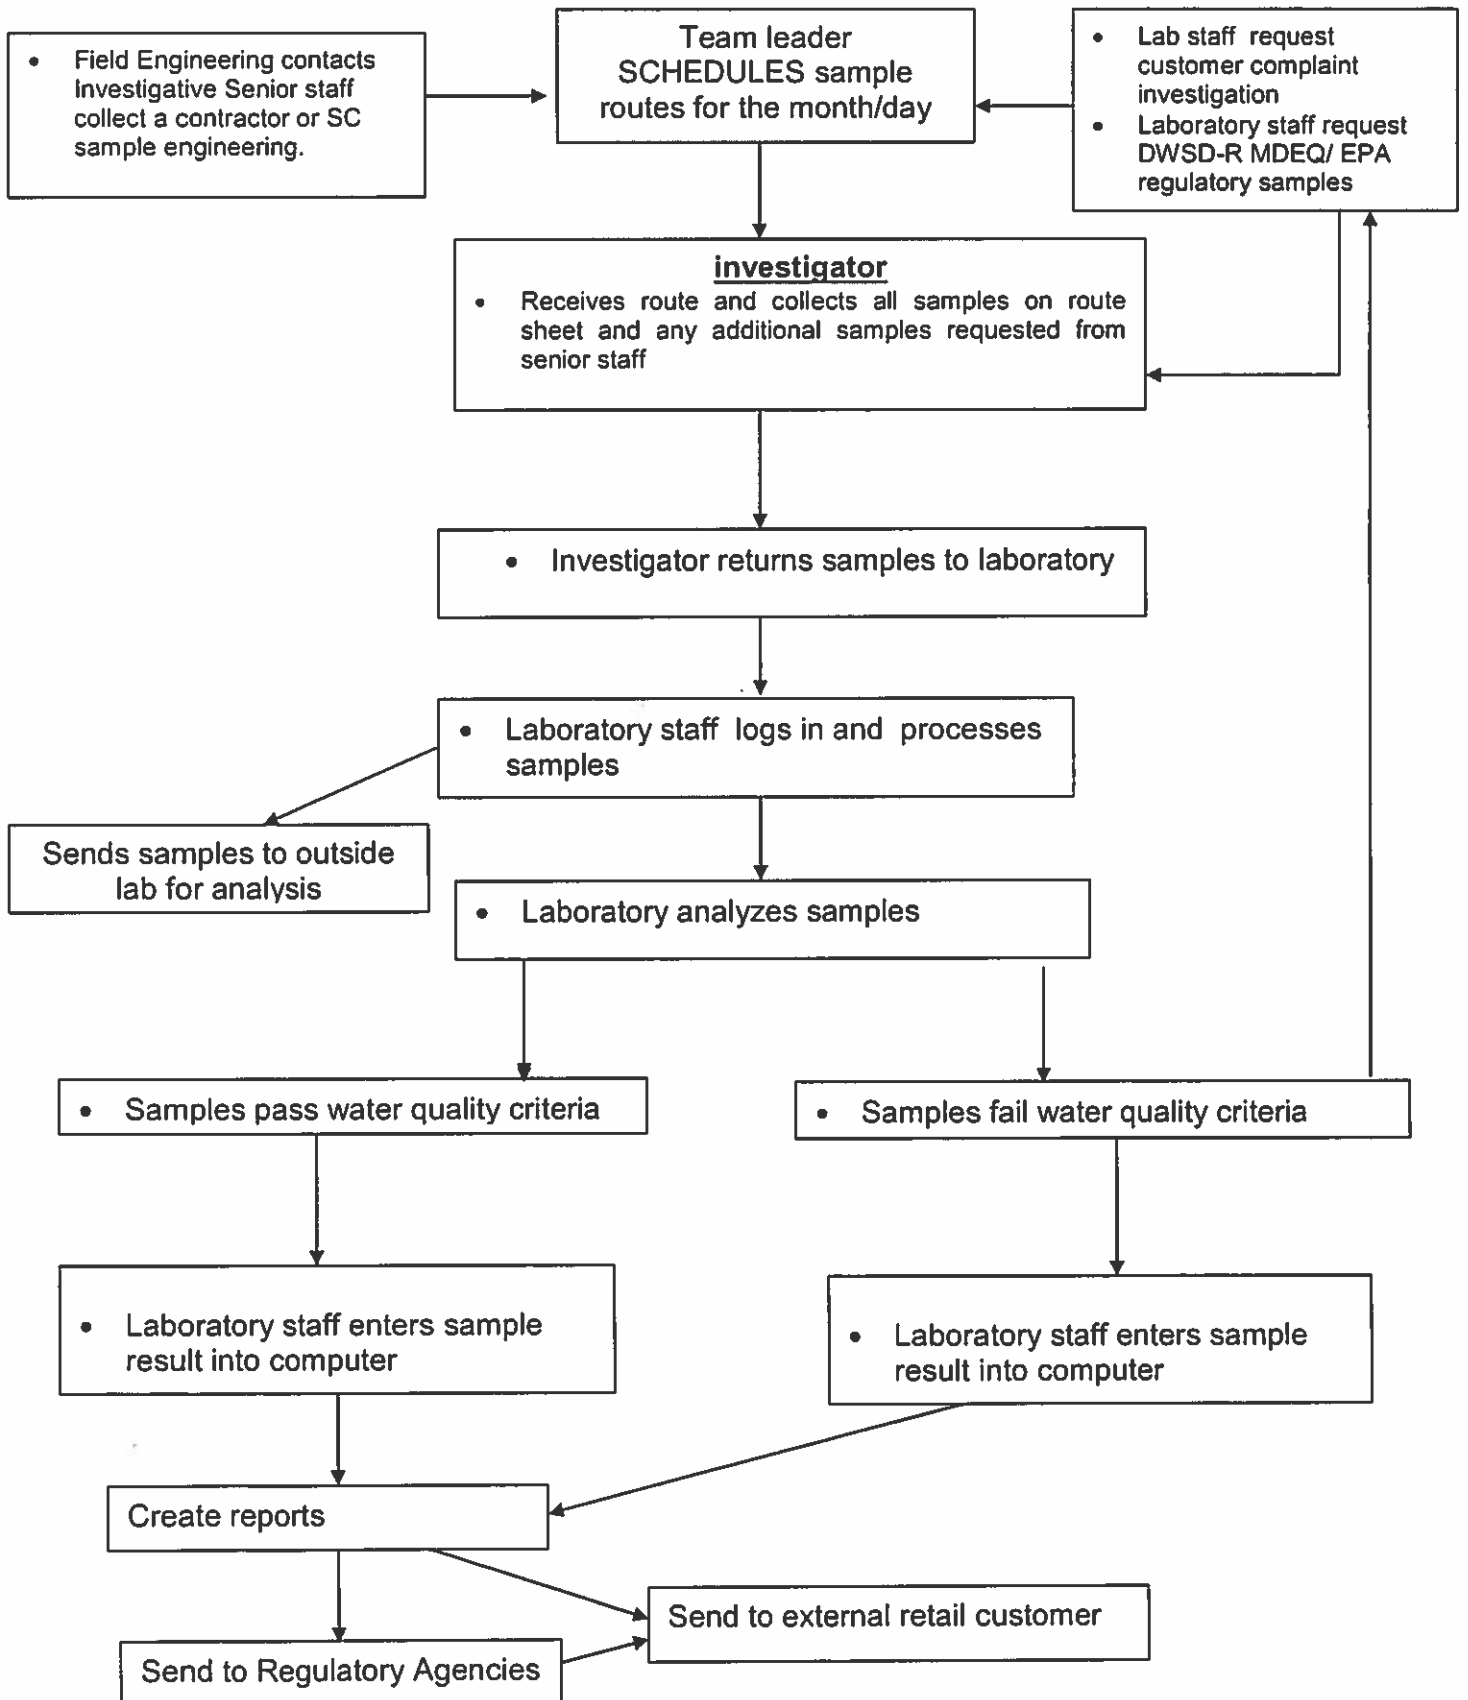 • Field Engineering contacts
Investigative Senior staff
collect a contractor or SC
sample engineering.
Team leader
SCHEDULES sample
routes for the month/day
• Lab staff request
customer complaint
investigation
• Laboratory staff request
DWSD-R MDEQ/ EPA
regulatory samples
investigator
• Receives route and collects all samples on route
sheet and any additional samples requested from
senior staff
• Investigator returns samples to laboratory
• Laboratory staff logs in and processes
samples
Sends samples to outside
lab for analysis
• Laboratory analyzes samples
• Samples pass water quality criteria
• Samples fail water quality criteria
• Laboratory staff enters sample
result into computer
• Laboratory staff enters sample
result into computer
Create reports
Send to external retail customer
Send to Regulatory Agencies